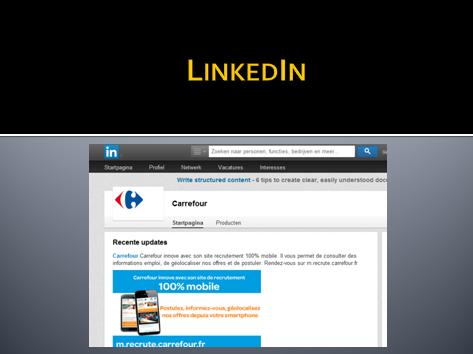 LINKEDIN
in
Zoeken naar personen, functies, bedrijven en meer...
Startpagina Profiel Netwerk Vacatures Interesses
Write structured content - 6 tips to create clear, easily understood doc
Carrefour
Startpagina Producten
Recente updates
Carrefour Carrefour innove avec son site recrutement 100% mobile. Il vous permet de consulter des
informations emploi, de géolocaliser nos offres et de postuler. Rendez-vous sur m.recrute.carrefour.fr
Carrefour innove avec son site de recrutement
100% mobile
Postulez, informez-vous, géolocalisez
nos offres depuis votre smartphone
m.recrute.carrefour.fr